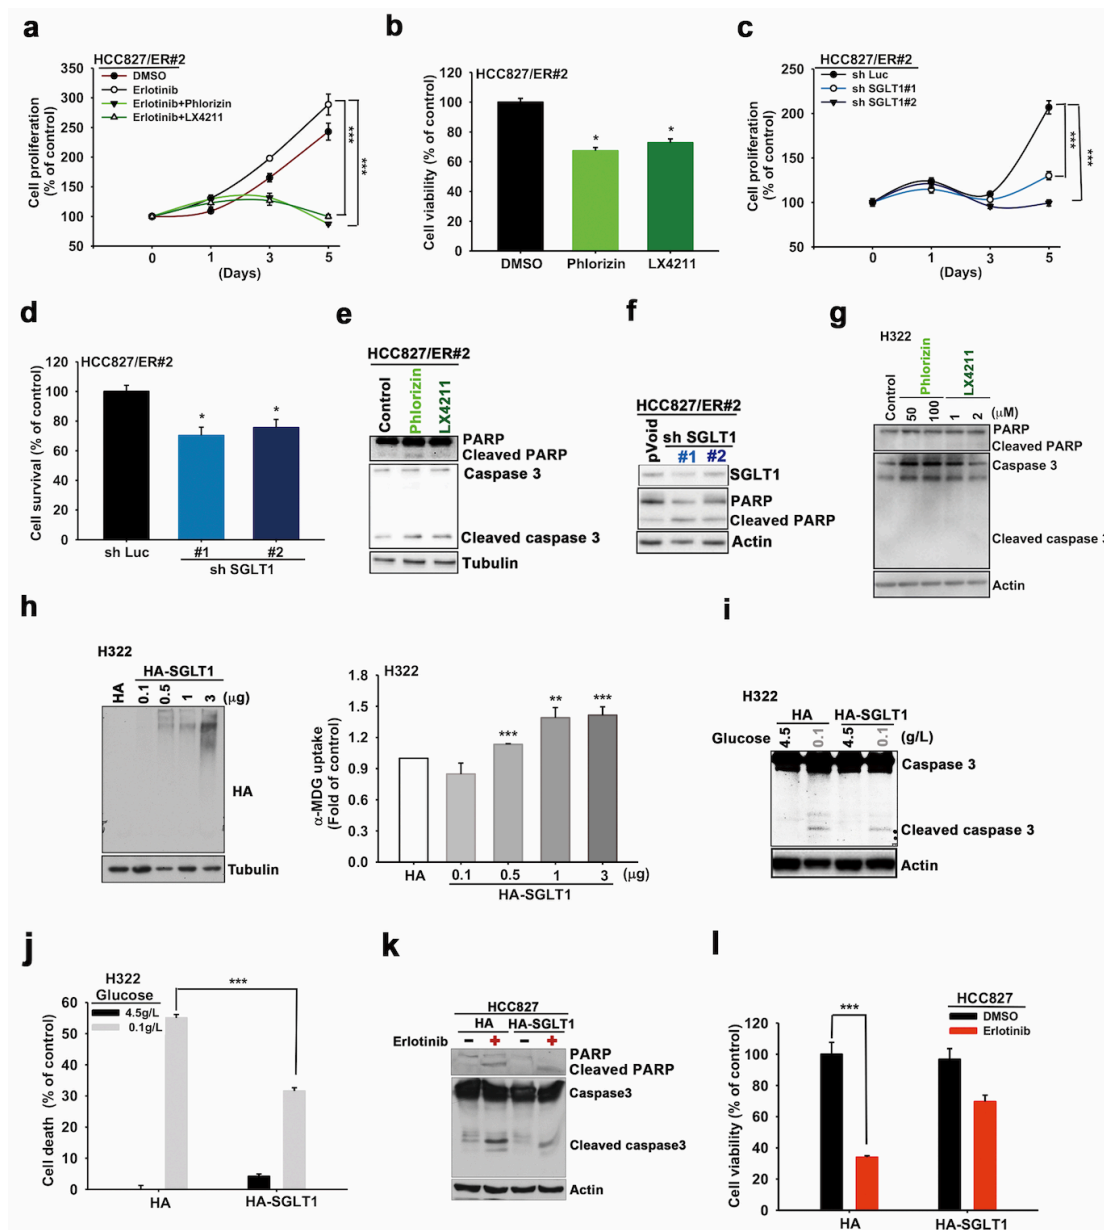 a
HCC827/ER#2
DMSO
Erlotinib
Erlotinib+Phlorizin
Erlotinib+LX4211
Cell proliferation
(% of control)
350
300
250
200
150
100
50
0 1 3 5
(Days)
***
***
b
HCC827/ER#2
Cell viability (% of control)
120
100
80
60
40
20
0
*
*
DMSO Phlorizin LX4211
c
HCC827/ER#2
sh Luc
sh SGLT1#1
sh SGLT1#2
Cell proliferation
(% of control)
250
200
150
100
50
0 1 3 5
(Days)
***
***
d
HCC827/ER#2
Cell survival (% of control)
120
100
80
60
40
20
0
*
*
sh Luc #1 #2
sh SGLT1
e
HCC827/ER#2
Control
Phlorizin
LX4211
PARP
Cleaved PARP
Caspase 3
Cleaved caspase 3
Tubulin
f
HCC827/ER#2
pVoid
sh SGLT1
#1 #2
SGLT1
PARP
Cleaved PARP
Actin
g
H322
Control
Phlorizin
LX4211
50 100 1 2 (μM)
PARP
Cleaved PARP
Caspase 3
Cleaved caspase 3
Actin
h
H322
HA-SGLT1
HA 0.1 0.5 1 3 (μg)
HA
Tubulin
H322
α-MDG uptake
(Fold of control)
1.8
1.5
1.2
0.9
0.6
0.3
0.0
***
**
***
HA 0.1 0.5 1 3 (μg)
HA-SGLT1
i
H322
HA HA-SGLT1
Glucose 4.5 0.1 4.5 0.1 (g/L)
Caspase 3
Cleaved caspase 3
Actin
j
H322
Glucose
4.5g/L
0.1g/L
Cell death (% of control)
60
50
40
30
20
10
0
***
HA HA-SGLT1
k
HCC827
HA HA-SGLT1
Erlotinib − + − +
PARP
Cleaved PARP
Caspase3
Cleaved caspase3
Actin
l
HCC827
DMSO
Erlotinib
Cell viability (% of control)
120
100
80
60
40
20
0
***
HA HA-SGLT1